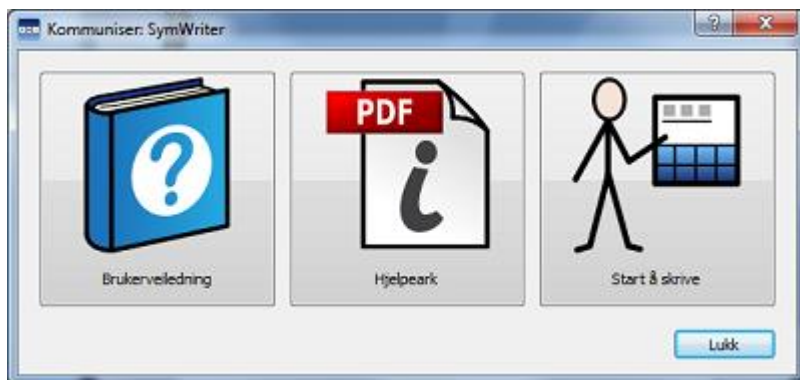 Kommuniser: SymWriter
?
PDF
i
Brukerveiledning
Hjelpeark
Start å skrive
Lukk